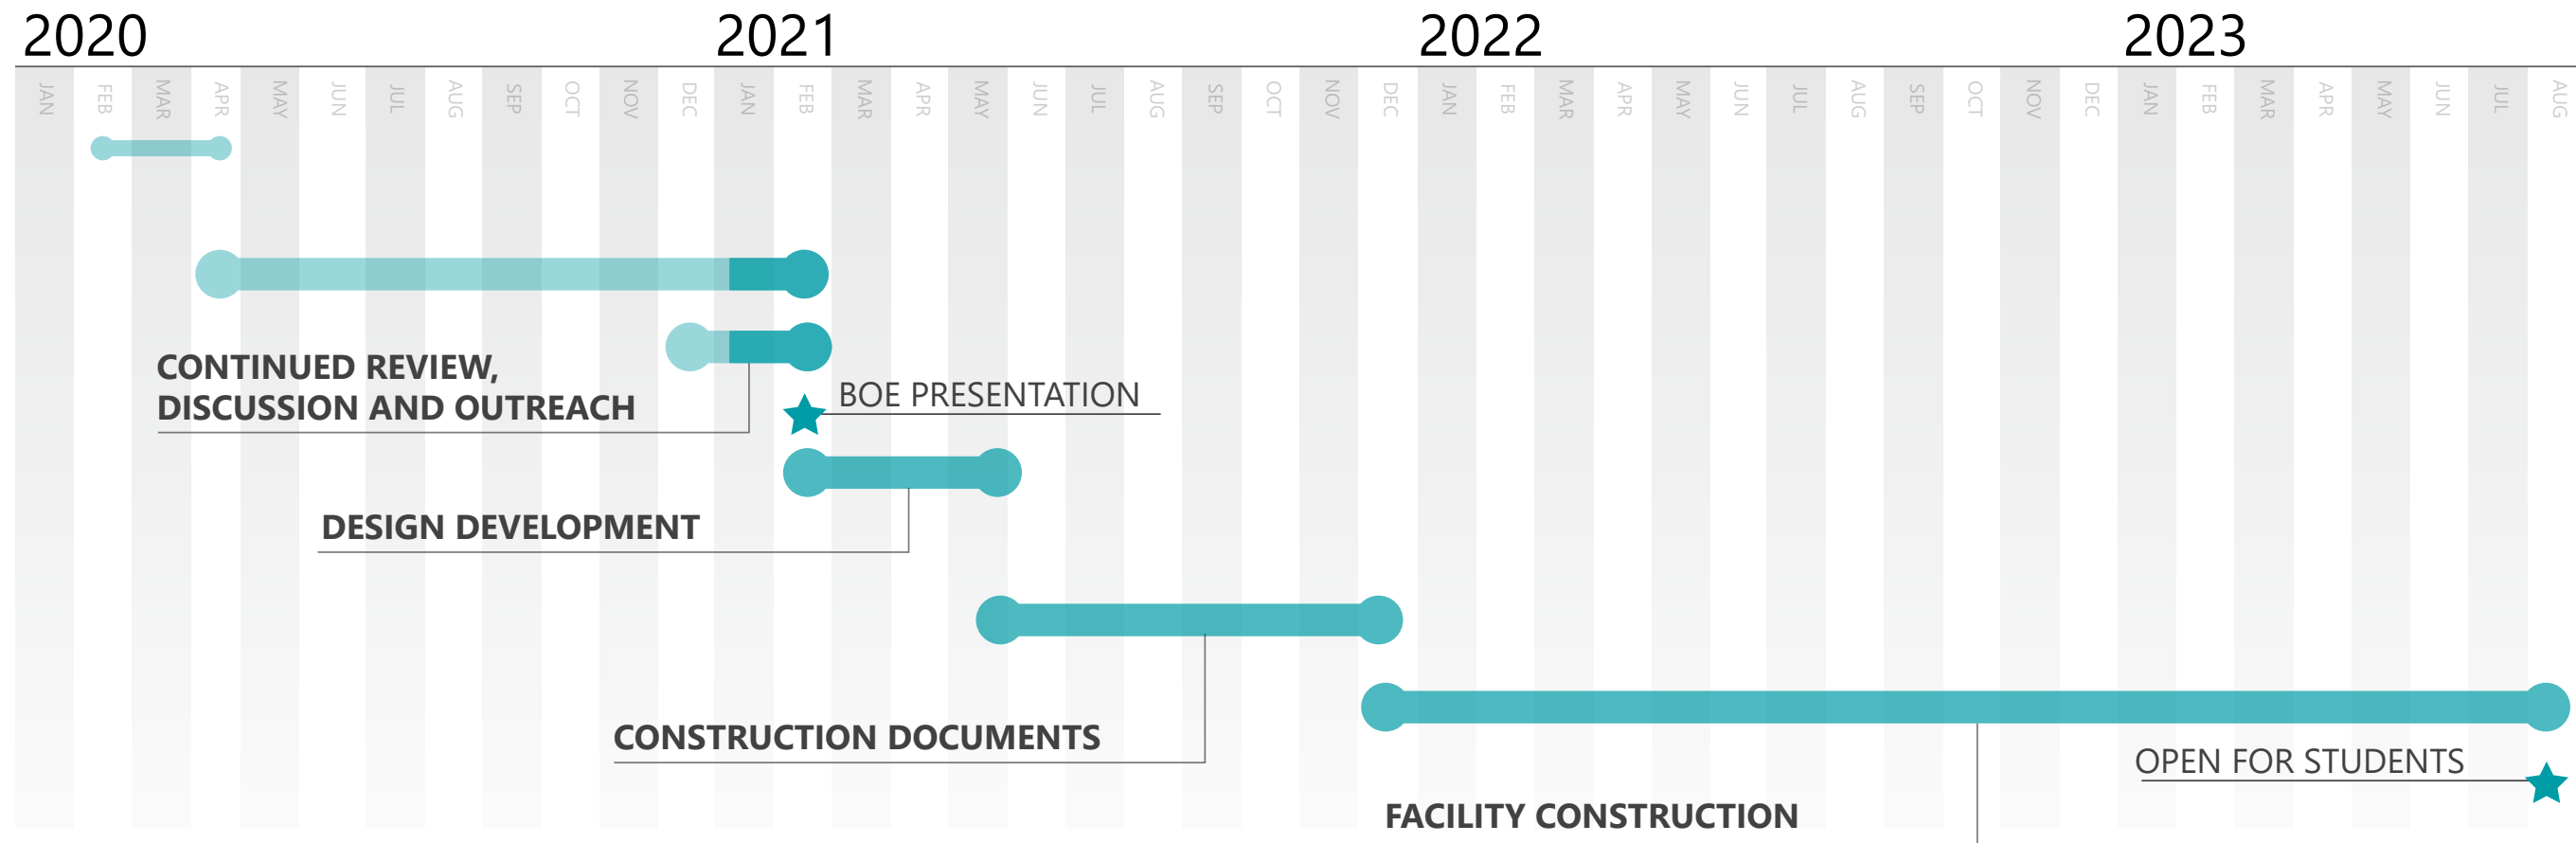 2020 2021 2022 2023
JAN FEB MAR APR MAY JUN JUL AUG SEP OCT NOV DEC JAN FEB MAR APR MAY JUN JUL AUG SEP OCT NOV DEC JAN FEB MAR APR MAY JUN JUL AUG SEP OCT NOV DEC JAN FEB MAR APR MAY JUN JUL AUG
CONTINUED REVIEW,
DISCUSSION AND OUTREACH
BOE PRESENTATION
DESIGN DEVELOPMENT
CONSTRUCTION DOCUMENTS
OPEN FOR STUDENTS
FACILITY CONSTRUCTION